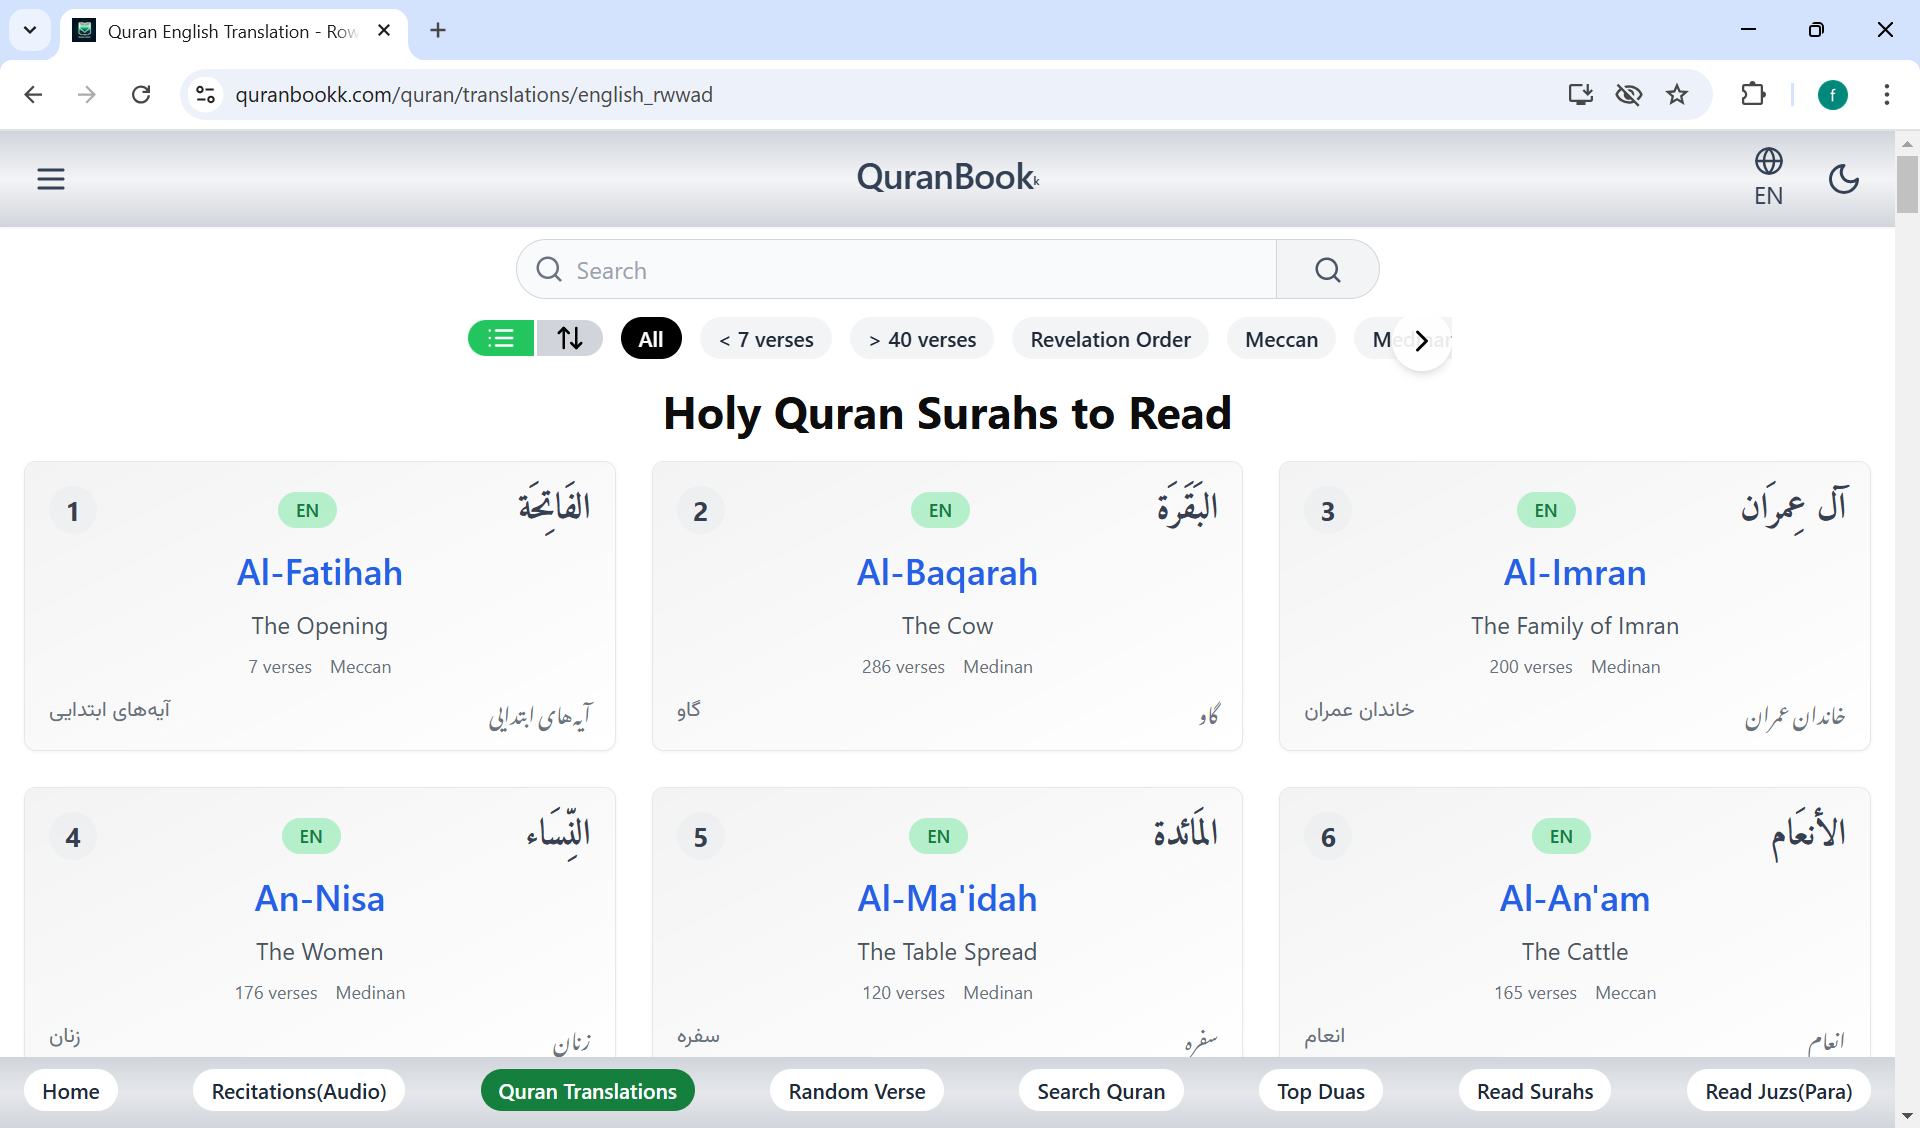 Quran English Translation - Row
quranbookk.com/quran/translations/english_rwwad
f
QuranBookk
EN
Search
All
< 7 verses
> 40 verses
Revelation Order
Meccan
Medinan
Holy Quran Surahs to Read
1
EN
الفَاتِحَة
Al-Fatihah
The Opening
7 verses Meccan
آیه‌های ابتدایی
آیه‌های ابتدایی
2
EN
البَقَرَة
Al-Baqarah
The Cow
286 verses Medinan
گاو
گاو
3
EN
آل عِمرَان
Al-Imran
The Family of Imran
200 verses Medinan
خاندان عمران
خاندان عمران
4
EN
النِّسَاء
An-Nisa
The Women
176 verses Medinan
زنان
زنان
5
EN
المَائدة
Al-Ma'idah
The Table Spread
120 verses Medinan
سفره
سفره
6
EN
الأنعَام
Al-An'am
The Cattle
165 verses Meccan
انعام
انعام
Home
Recitations(Audio)
Quran Translations
Random Verse
Search Quran
Top Duas
Read Surahs
Read Juzs(Para)